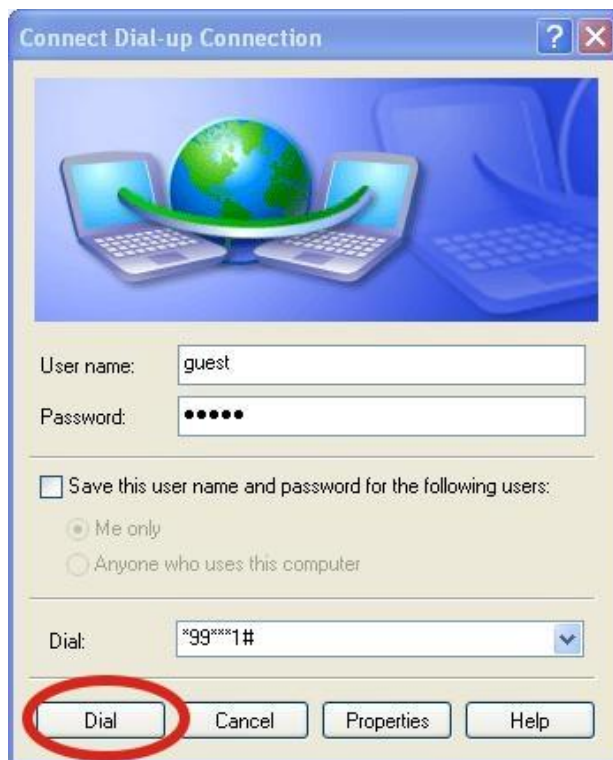 Connect Dial-up Connection
User name: guest
Password: •••••
Save this user name and password for the following users:
Me only
Anyone who uses this computer
Dial: *99***1#
Dial Cancel Properties Help